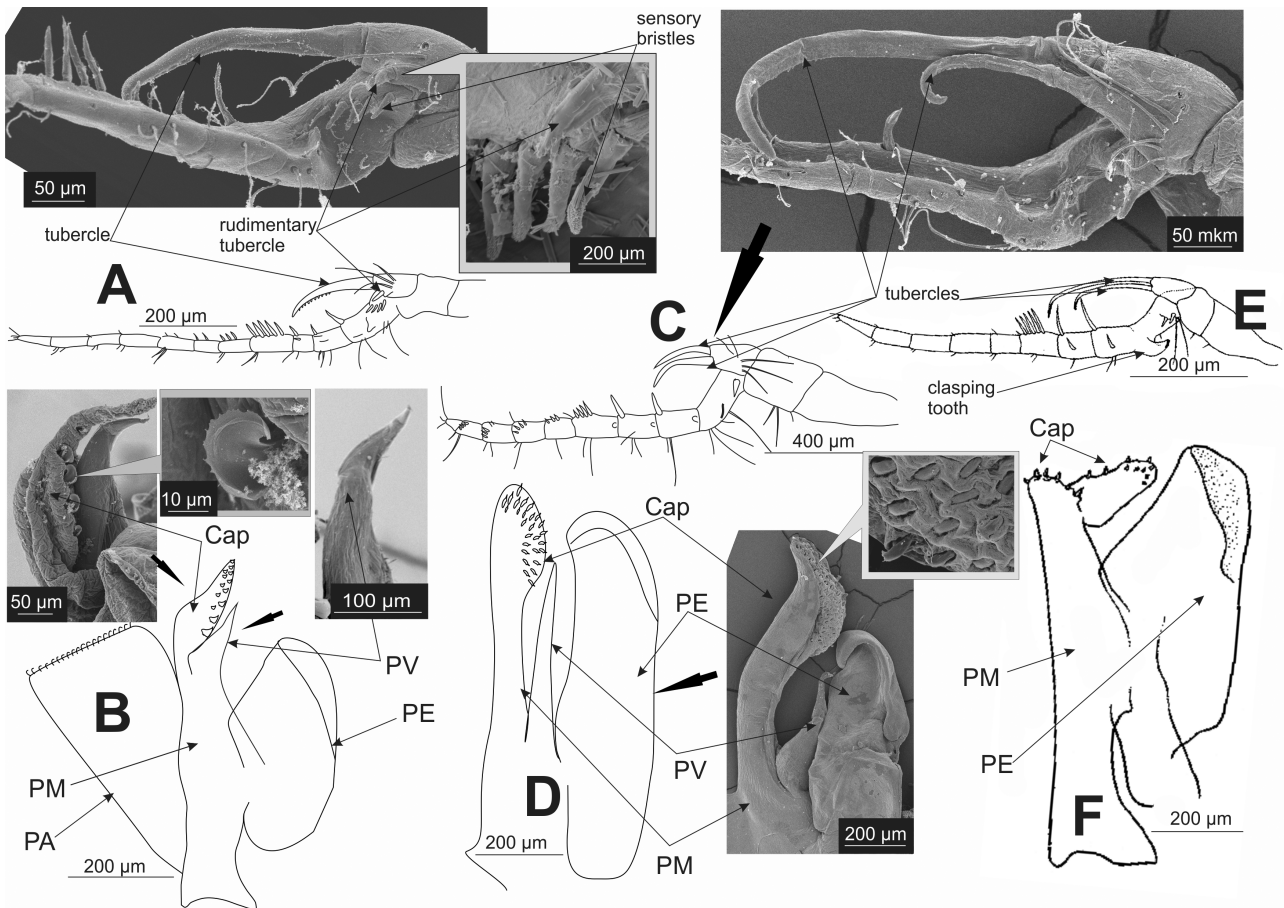 sensory
bristles
50 µm
200 µm
50 mkm
tubercle
rudimentary
tubercle
A
200 µm
tubercles
C
E
clasping
tooth
200 µm
400 µm
50 µm
10 µm
100 µm
Cap
PV
PE
B
PM
PA
200 µm
Cap
PE
PV
D
PM
200 µm
200 µm
Cap
PM
PE
F
200 µm